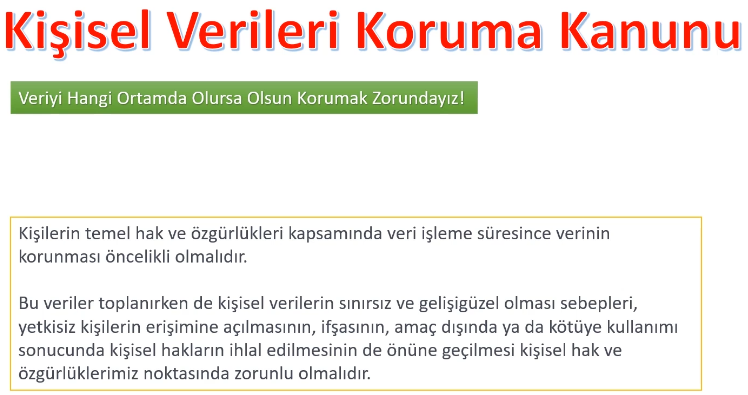 Kişisel Verileri Koruma Kanunu
Veriyi Hangi Ortamda Olursa Olsun Korumak Zorundayız!
Kişilerin temel hak ve özgürlükleri kapsamında veri işleme süresince verinin
korunması öncelikli olmalıdır.
Bu veriler toplanırken de kişisel verilerin sınırsız ve gelişigüzel olması sebepleri,
yetkisiz kişilerin erişimine açılmasının, ifşasının, amaç dışında ya da kötüye kullanımı
sonucunda kişisel hakların ihlal edilmesinin de önüne geçilmesi kişisel hak ve
özgürlüklerimiz noktasında zorunlu olmalıdır.